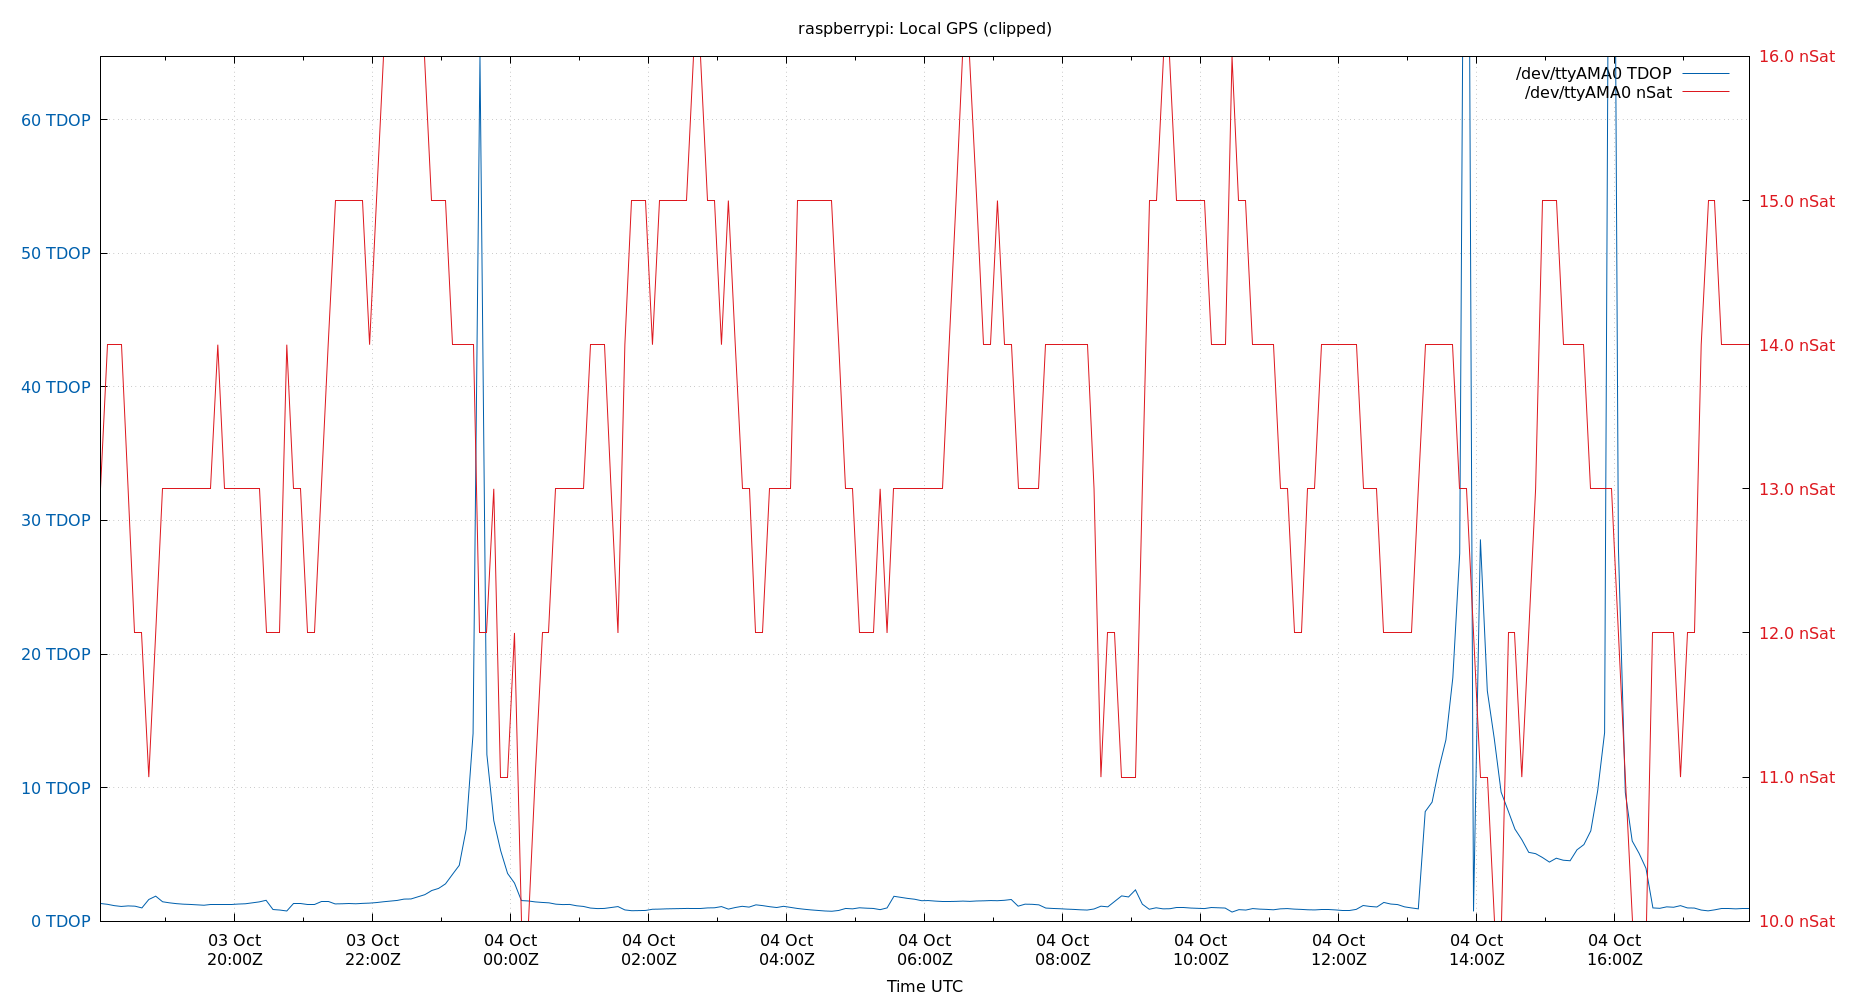 raspberrypi: Local GPS (clipped)
/dev/ttyAMA0 TDOP
/dev/ttyAMA0 nSat
60 TDOP
50 TDOP
40 TDOP
30 TDOP
20 TDOP
10 TDOP
0 TDOP
16.0 nSat
15.0 nSat
14.0 nSat
13.0 nSat
12.0 nSat
11.0 nSat
10.0 nSat
03 Oct
20:00Z
03 Oct
22:00Z
04 Oct
00:00Z
04 Oct
02:00Z
04 Oct
04:00Z
04 Oct
06:00Z
04 Oct
08:00Z
04 Oct
10:00Z
04 Oct
12:00Z
04 Oct
14:00Z
04 Oct
16:00Z
Time UTC